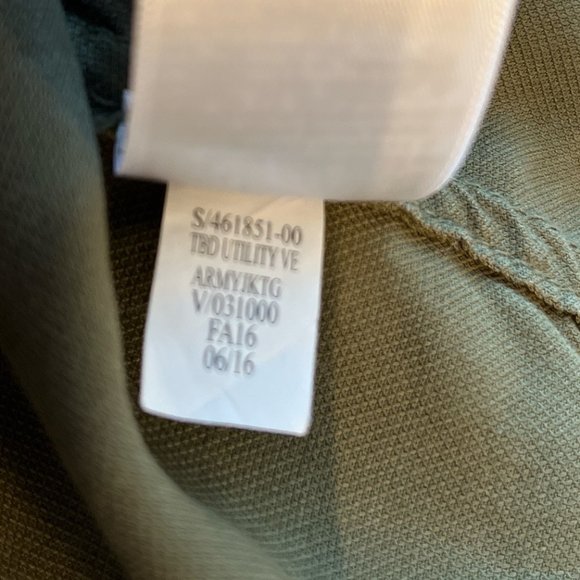 S/461851-00
TBD UTILITY VE
ARMYJKTG
V/031000
FA16
06/16